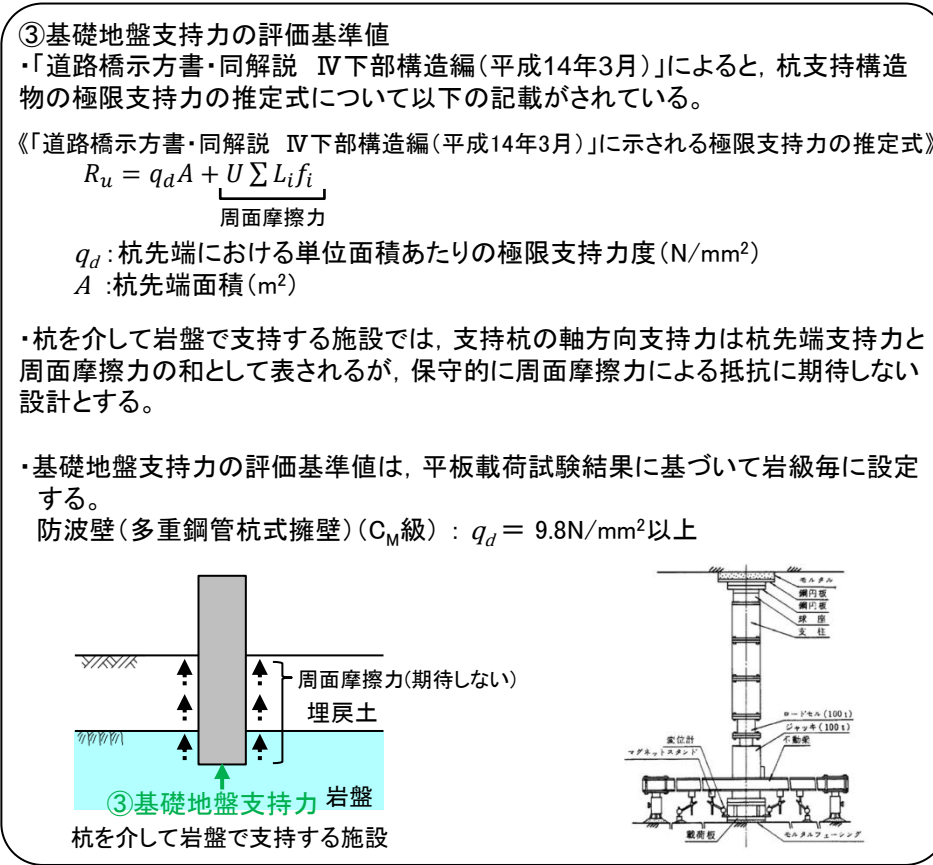 ③基礎地盤支持力の評価基準値
・「道路橋示方書・同解説 Ⅳ下部構造編（平成14年3月）」によると，杭支持構造
物の極限支持力の推定式について以下の記載がされている。
《「道路橋示方書・同解説 Ⅳ下部構造編（平成14年3月）」に示される極限支持力の推定式》
R_u = q_d A + U ∑ L_i f_i
周面摩擦力
q_d：杭先端における単位面積あたりの極限支持力度（N/mm²）
A ：杭先端面積（m²）
・杭を介して岩盤で支持する施設では，支持杭の軸方向支持力は杭先端支持力と
周面摩擦力の和として表されるが，保守的に周面摩擦力による抵抗に期待しない
設計とする。
・基礎地盤支持力の評価基準値は，平板載荷試験結果に基づいて岩級毎に設定
する。
防波壁（多重鋼管杭式擁壁）（C_M級）： q_d ＝ 9.8N/mm²以上
周面摩擦力(期待しない)
埋戻土
③基礎地盤支持力
岩盤
杭を介して岩盤で支持する施設
モルタル
鋼円板
鋼円板
球座
支柱
ロードセル(100t)
ジャッキ(100t)
不動梁
変位計
マグネットスタンド
載荷板
モルタルフェーシング